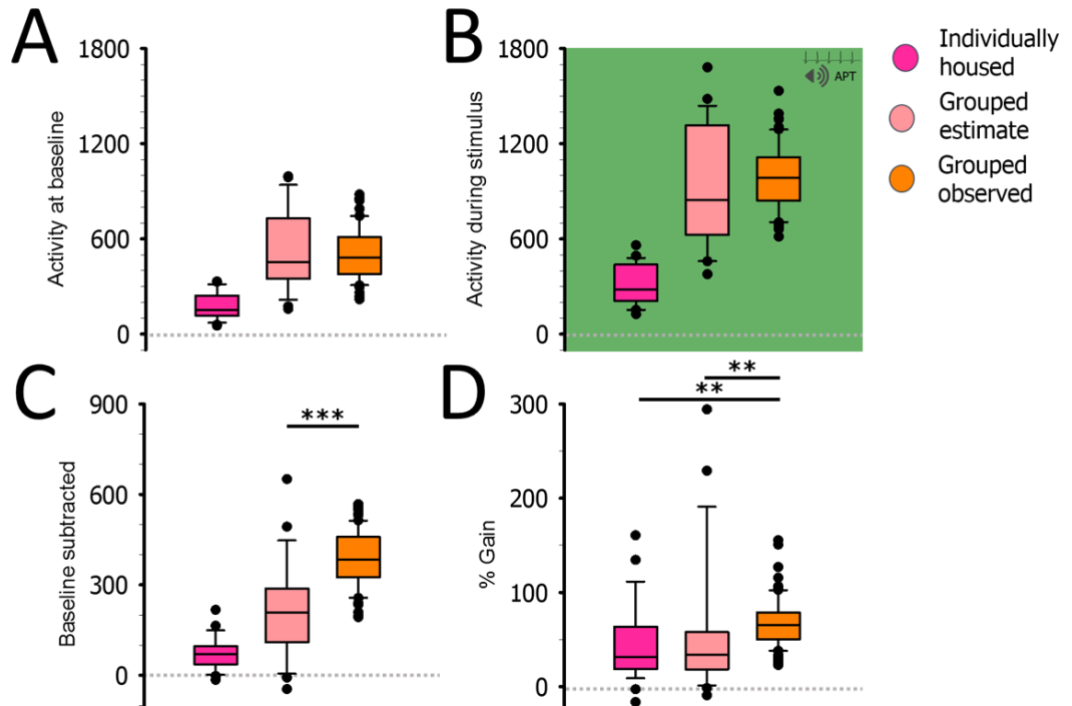 A
1800
1200
600
0
Activity at baseline
B
1800
1200
600
0
Activity during stimulus
APT
Individually
housed
Grouped
estimate
Grouped
observed
C
900
600
300
0
Baseline subtracted
***
D
300
200
100
0
% Gain
**
**